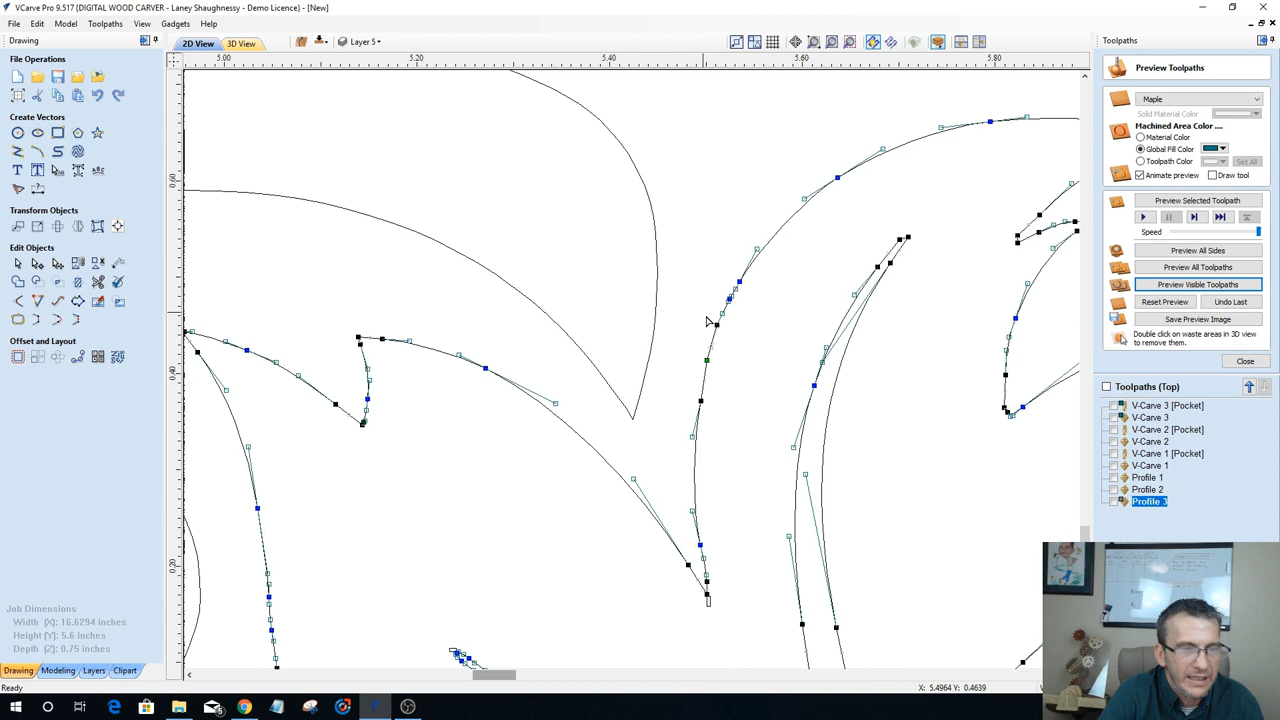 VCarve Pro 9.517 {DIGITAL WOOD CARVER - Laney Shaughnessy - Demo Licence} - [New]
File Edit Model Toolpaths View Gadgets Help
Drawing
2D View 3D View Layer 5
Toolpaths
5.00 5.20 5.40 5.60 5.80
File Operations
Create Vectors
Transform Objects
Edit Objects
Offset and Layout
0.60
0.40
0.20
Job Dimensions
Width (X): 16.6294 inches
Height (Y): 5.6 inches
Depth (Z): 0.75 inches
Drawing Modeling Layers Clipart
Ready
X: 5.4964 Y: 0.4639
Preview Toolpaths
Maple
Solid Material Color
Machined Area Color ....
Material Color
Global Fill Color
Toolpath Color Set All
Animate preview Draw tool
Preview Selected Toolpath
Speed
Preview All Sides
Preview All Toolpaths
Preview Visible Toolpaths
Reset Preview Undo Last
Save Preview Image
Double click on waste areas in 3D view
to remove them.
Close
Toolpaths (Top)
V-Carve 3 [Pocket]
V-Carve 3
V-Carve 2 [Pocket]
V-Carve 2
V-Carve 1 [Pocket]
V-Carve 1
Profile 1
Profile 2
Profile 3